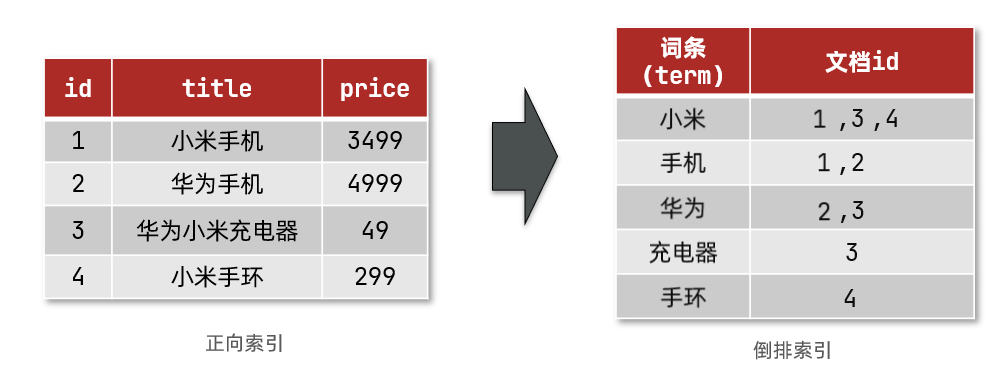 id title price
1 小米手机 3499
2 华为手机 4999
3 华为小米充电器 49
4 小米手环 299
正向索引
词条
(term) 文档id
小米 1 ,3 ,4
手机 1 ,2
华为 2 ,3
充电器 3
手环 4
倒排索引